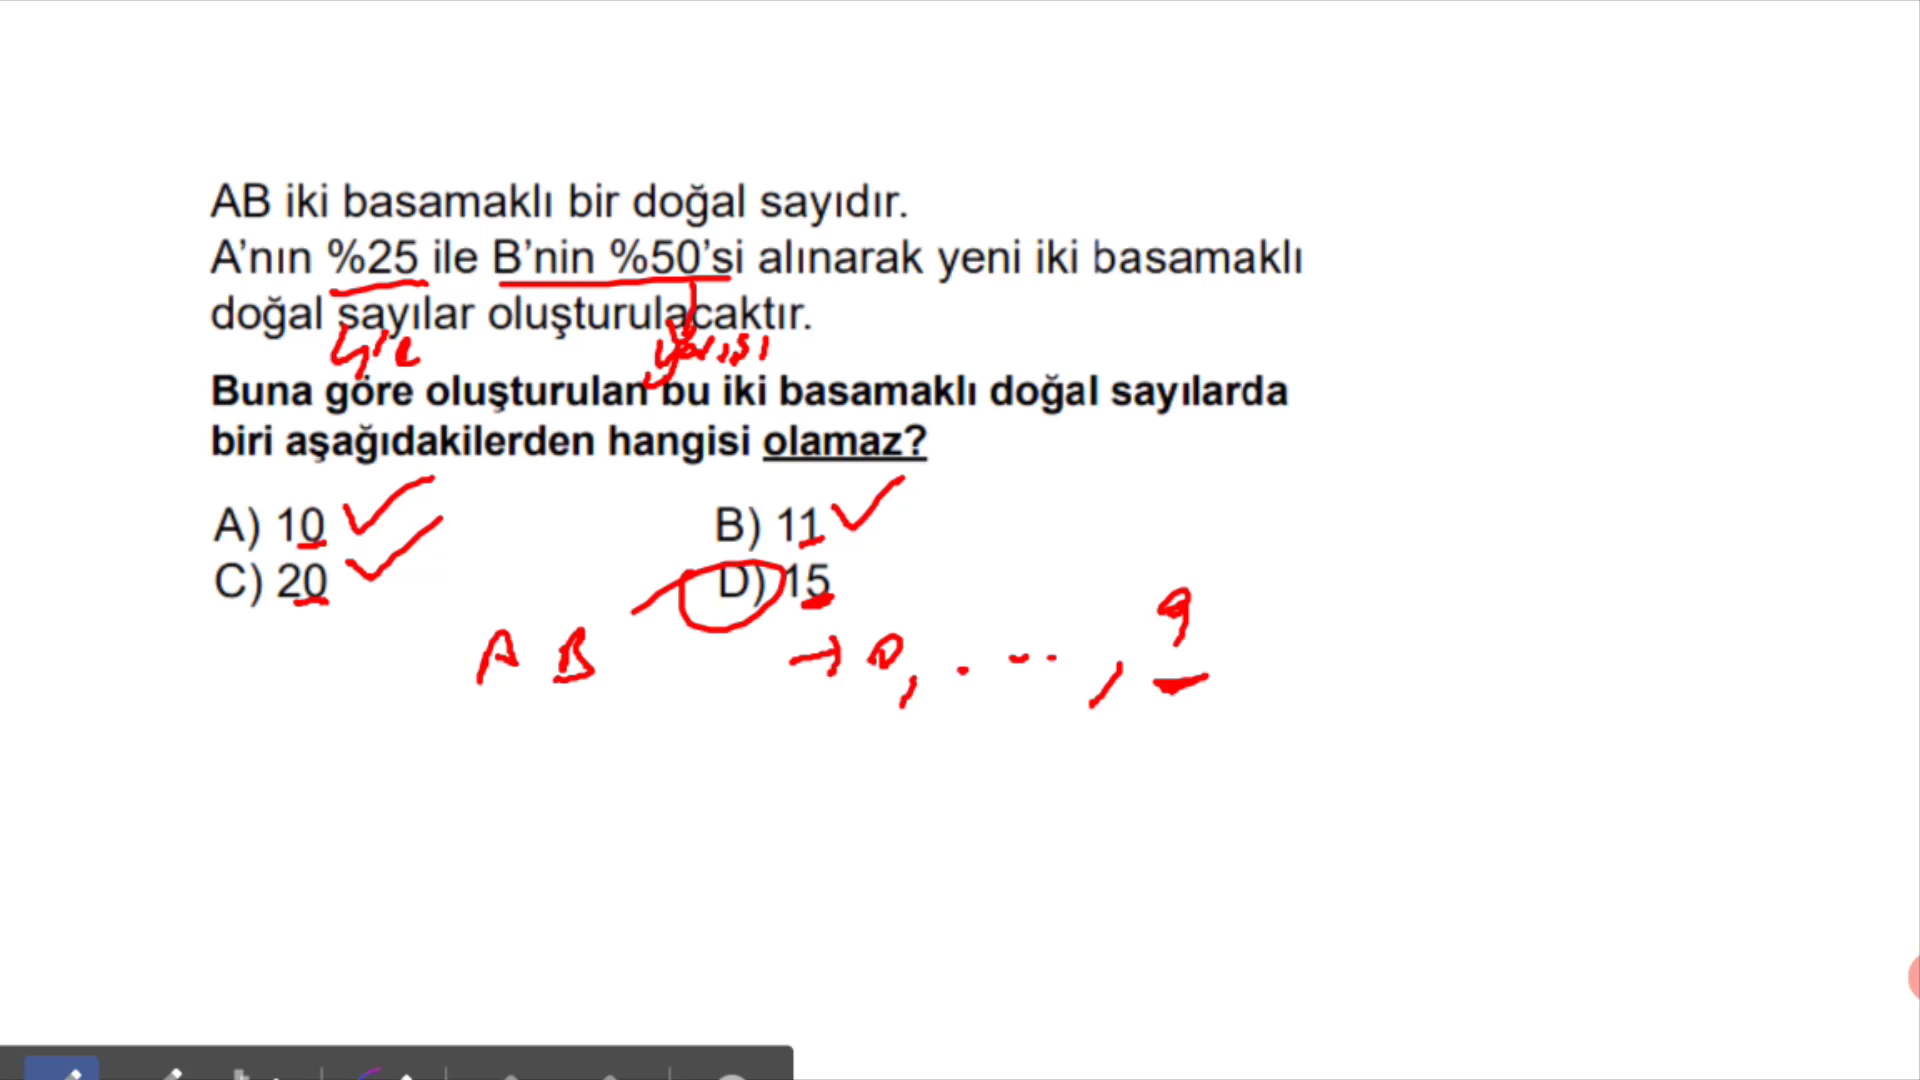 AB iki basamaklı bir doğal sayıdır.
A’nın %25 ile B’nin %50’si alınarak yeni iki basamaklı
doğal sayılar oluşturulacaktır.
yarısı
Buna göre oluşturulan bu iki basamaklı doğal sayılarda
biri aşağıdakilerden hangisi olamaz?
A) 10 B) 11
C) 20 D) 15
A B → 0, . . . . , 9